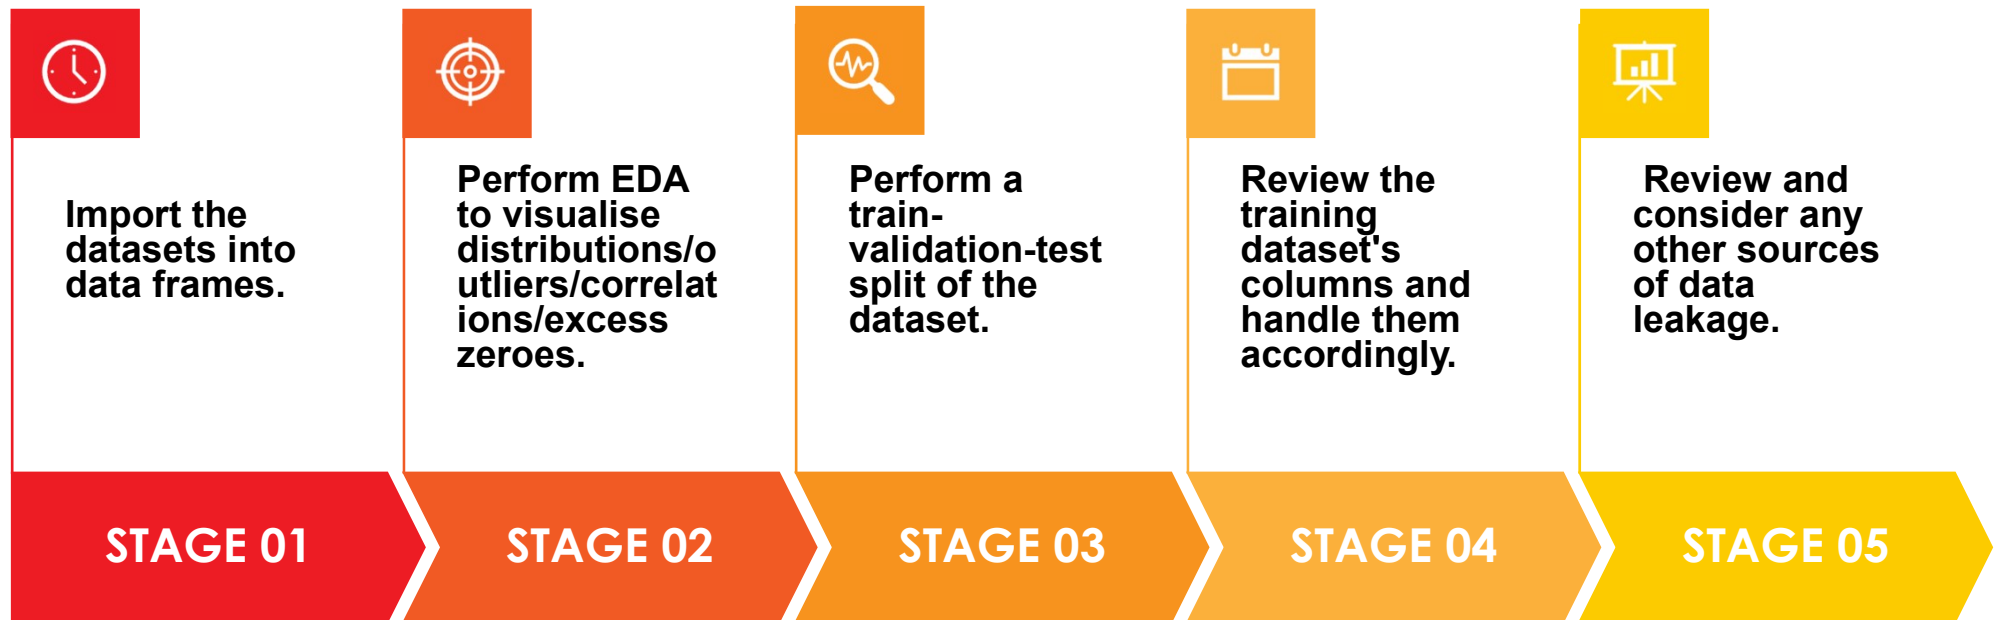 Import the
datasets into
data frames.
Perform EDA
to visualise
distributions/o
utliers/correlat
ions/excess
zeroes.
Perform a
train-
validation-test
split of the
dataset.
Review the
training
dataset's
columns and
handle them
accordingly.
Review and
consider any
other sources
of data
leakage.
STAGE 01
STAGE 02
STAGE 03
STAGE 04
STAGE 05